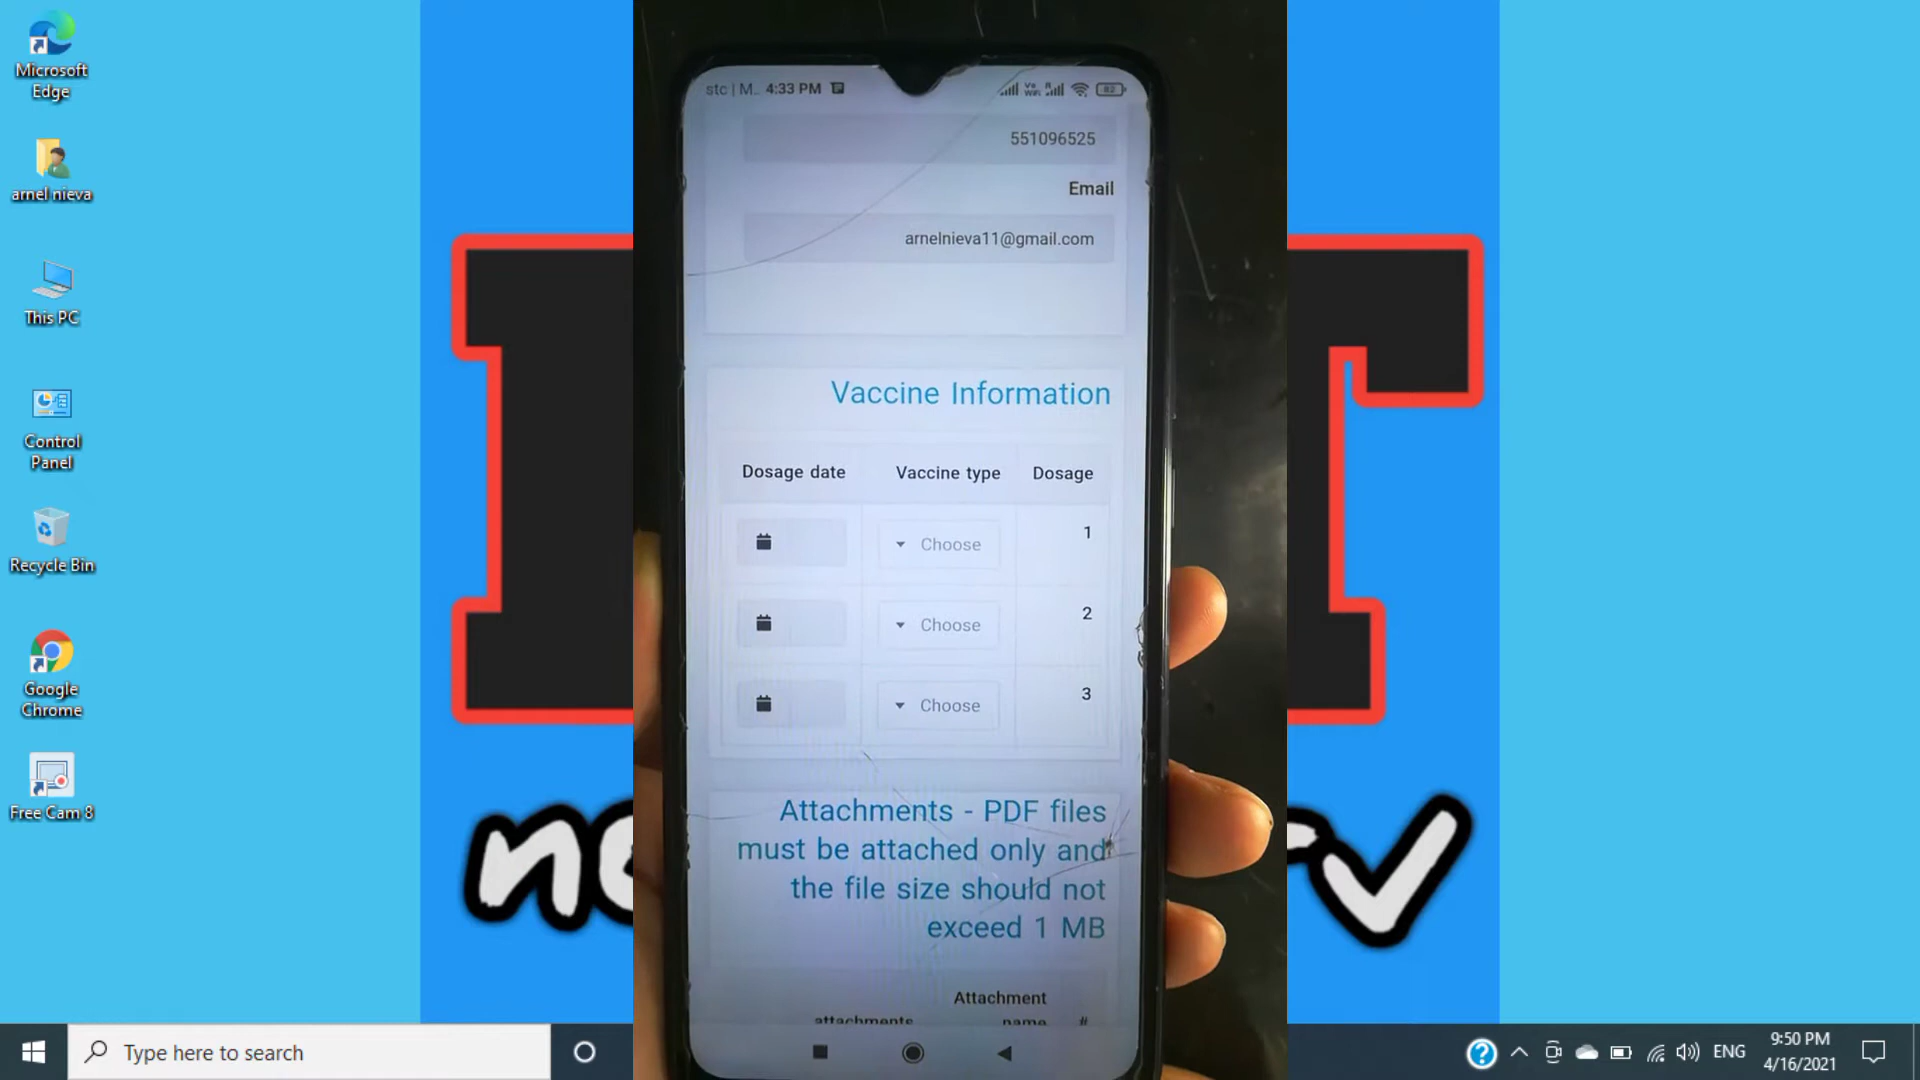 Microsoft
Edge
arnel nieva
This PC
Control
Panel
Recycle Bin
Google
Chrome
Free Cam 8
stc | M.. 4:33 PM
82
551096525
Email
arnelnieva11@gmail.com
Vaccine Information
Dosage date Vaccine type Dosage
Choose 1
Choose 2
Choose 3
Attachments - PDF files
must be attached only and
the file size should not
exceed 1 MB
Attachment
attachments name #
Type here to search
ENG
9:50 PM
4/16/2021